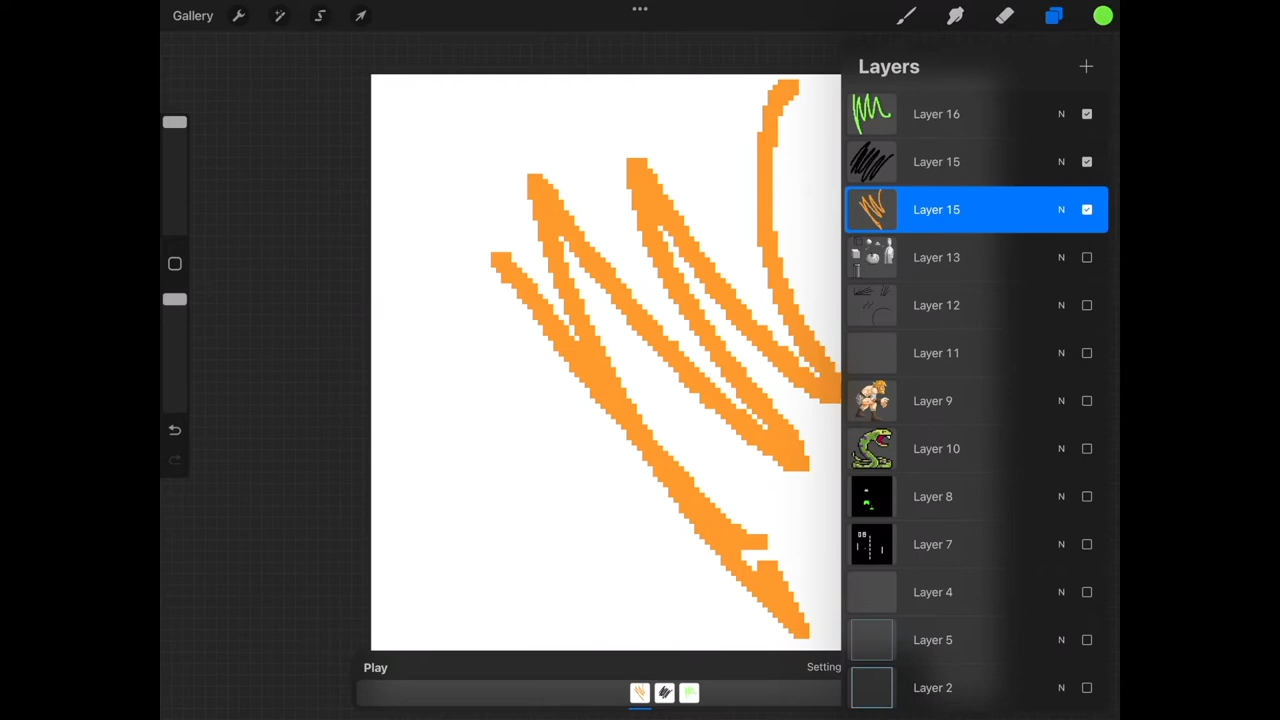 Gallery
Layers
Layer 16 N
Layer 15 N
Layer 15 N
Layer 13 N
Layer 12 N
Layer 11 N
Layer 9 N
Layer 10 N
Layer 8 N
Layer 7 N
Layer 4 N
Layer 5 N
Layer 2 N
Play Setting